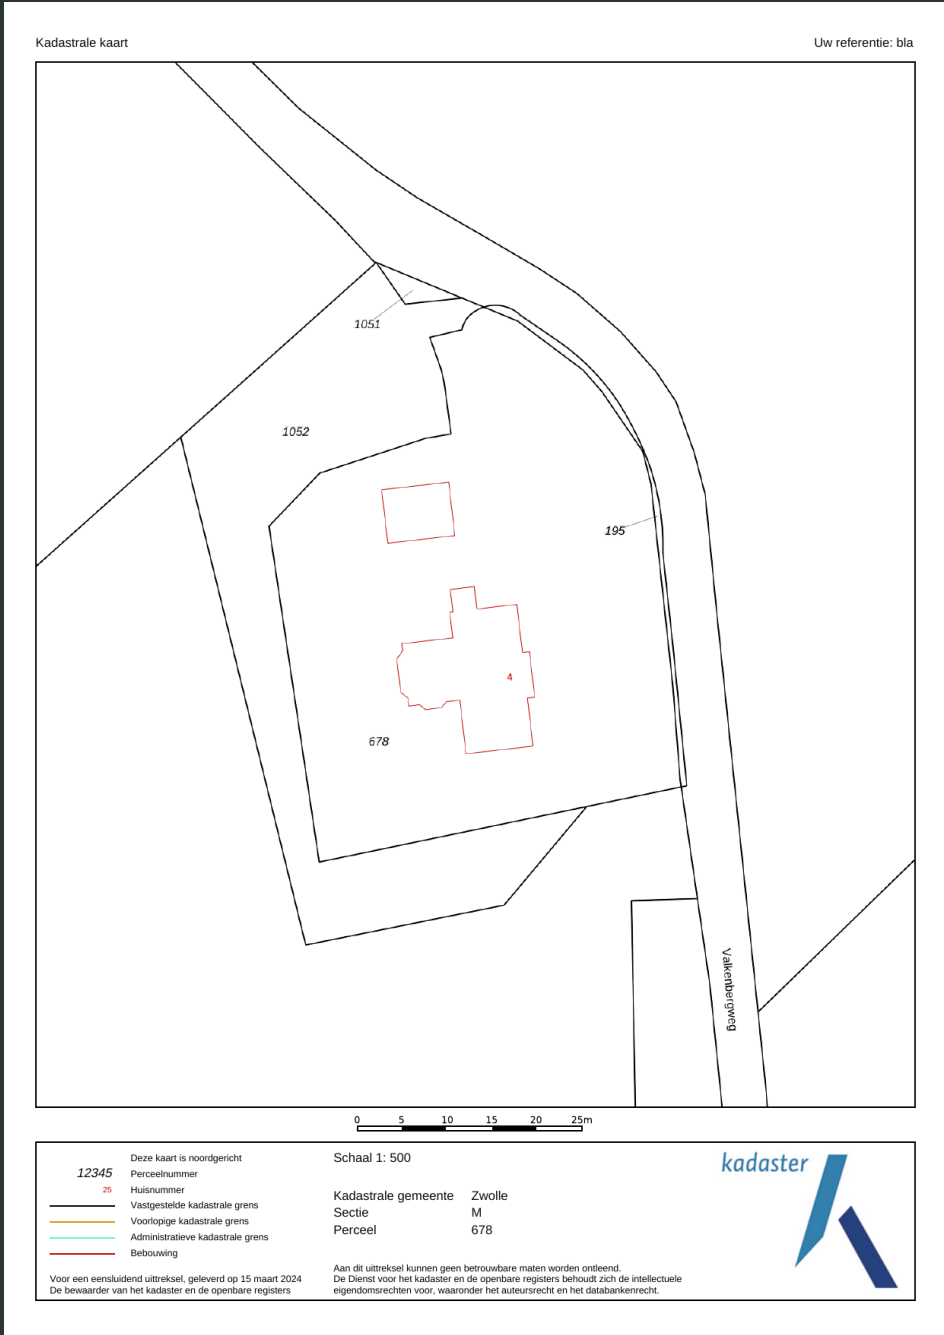 Kadastrale kaart
Uw referentie: bla
1051
1052
195
4
678
Valkenbergweg
0 5 10 15 20 25m
Deze kaart is noordgericht
12345 Perceelnummer
25 Huisnummer
Vastgestelde kadastrale grens
Voorlopige kadastrale grens
Administratieve kadastrale grens
Bebouwing
Voor een eensluidend uittreksel, geleverd op 15 maart 2024
De bewaarder van het kadaster en de openbare registers
Schaal 1: 500
Kadastrale gemeente Zwolle
Sectie M
Perceel 678
Aan dit uittreksel kunnen geen betrouwbare maten worden ontleend.
De Dienst voor het kadaster en de openbare registers behoudt zich de intellectuele
eigendomsrechten voor, waaronder het auteursrecht en het databankenrecht.
kadaster